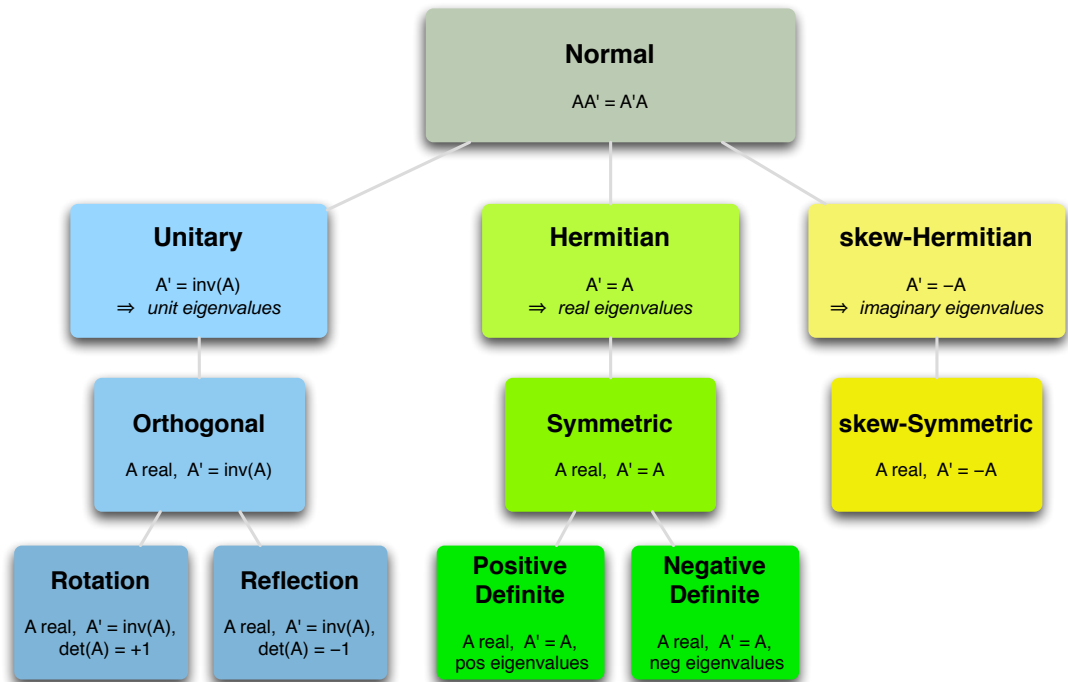 Normal
AA' = A'A
Unitary
A' = inv(A)
⇒ unit eigenvalues
Hermitian
A' = A
⇒ real eigenvalues
skew-Hermitian
A' = −A
⇒ imaginary eigenvalues
Orthogonal
A real, A' = inv(A)
Symmetric
A real, A' = A
skew-Symmetric
A real, A' = −A
Rotation
A real, A' = inv(A),
det(A) = +1
Reflection
A real, A' = inv(A),
det(A) = −1
Positive
Definite
A real, A' = A,
pos eigenvalues
Negative
Definite
A real, A' = A,
neg eigenvalues